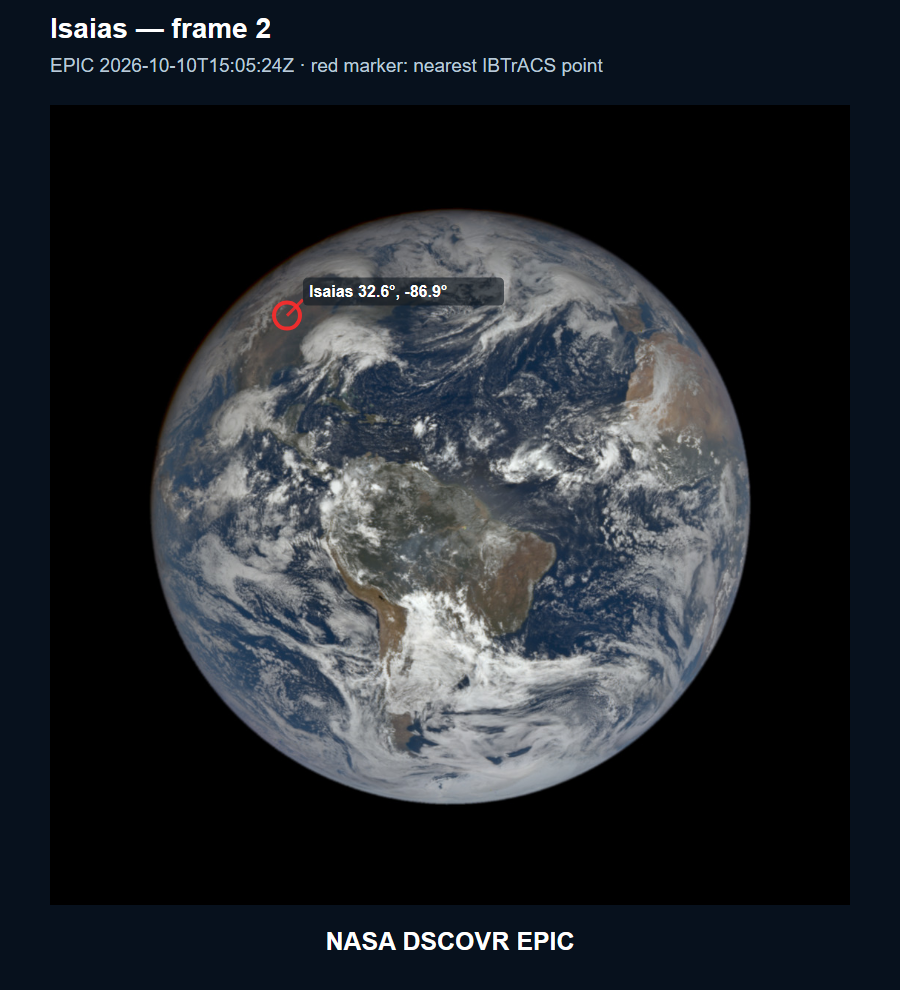 Isaias — frame 2
EPIC 2026-10-10T15:05:24Z · red marker: nearest IBTrACS point
Isaias 32.6°, -86.9°
NASA DSCOVR EPIC